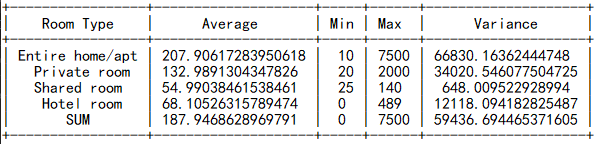 Room Type | Average | Min | Max | Variance
Entire home/apt | 207.90617283950618 | 10 | 7500 | 66830.16362444748
Private room | 132.9891304347826 | 20 | 2000 | 34020.546077504725
Shared room | 54.99038461538461 | 25 | 140 | 648.009522928994
Hotel room | 68.10526315789474 | 0 | 489 | 12118.094182825487
SUM | 187.9468628969791 | 0 | 7500 | 59436.694465371605